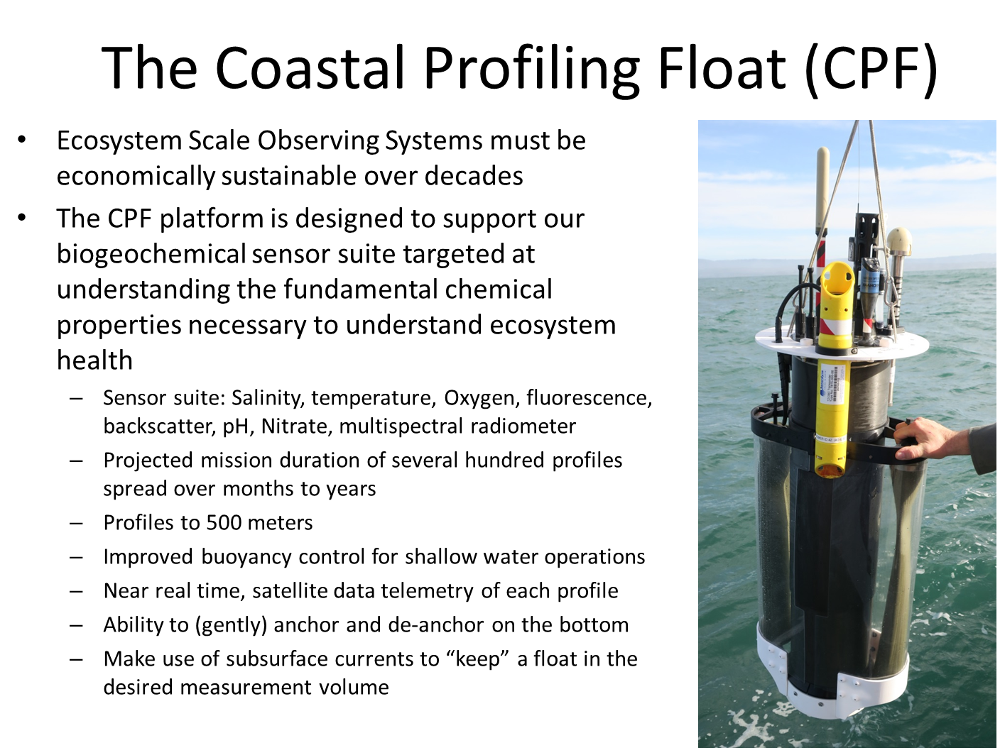 The Coastal Profiling Float (CPF)
• Ecosystem Scale Observing Systems must be
economically sustainable over decades
• The CPF platform is designed to support our
biogeochemical sensor suite targeted at
understanding the fundamental chemical
properties necessary to understand ecosystem
health
– Sensor suite: Salinity, temperature, Oxygen, fluorescence,
backscatter, pH, Nitrate, multispectral radiometer
– Projected mission duration of several hundred profiles
spread over months to years
– Profiles to 500 meters
– Improved buoyancy control for shallow water operations
– Near real time, satellite data telemetry of each profile
– Ability to (gently) anchor and de-anchor on the bottom
– Make use of subsurface currents to “keep” a float in the
desired measurement volume